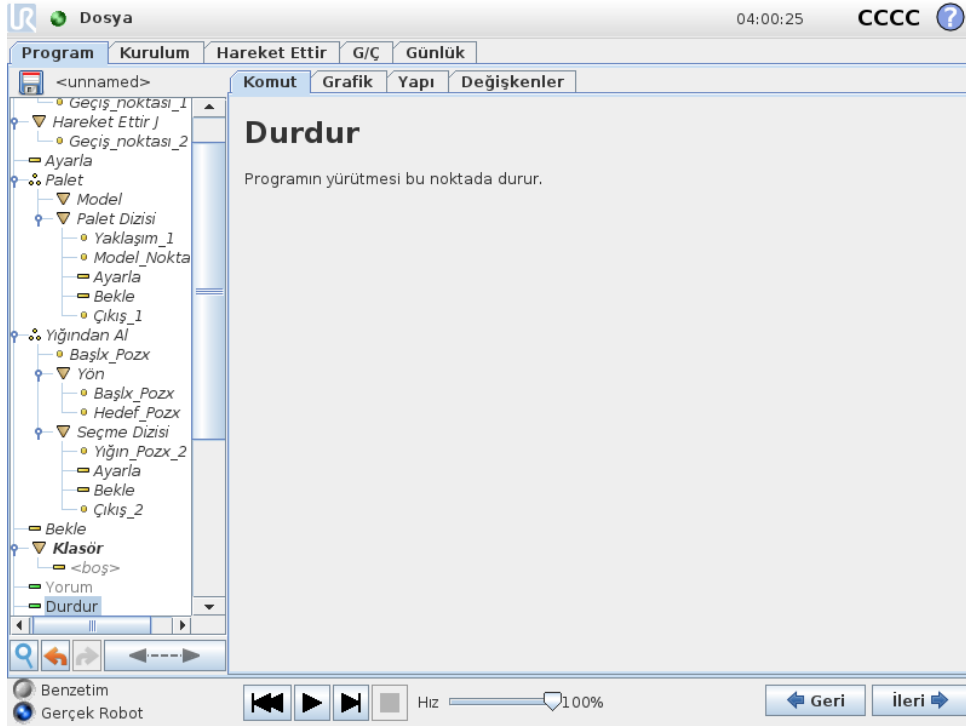 UR Dosya 04:00:25 CCCC ?
Program Kurulum Hareket Ettir G/Ç Günlük
<unnamed> Komut Grafik Yapı Değişkenler
Geçiş_noktası_1
Hareket Ettir J
Geçiş_noktası_2
Ayarla
Palet
Model
Palet Dizisi
Yaklaşım_1
Model_Nokta
Ayarla
Bekle
Çıkış_1
Yığından Al
Başlx_Pozx
Yön
Başlx_Pozx
Hedef_Pozx
Seçme Dizisi
Yığın_Pozx_2
Ayarla
Bekle
Çıkış_2
Bekle
Klasör
<boş>
Yorum
Durdur
Durdur
Programın yürütmesi bu noktada durur.
Benzetim
Gerçek Robot
Hız 100%
Geri İleri